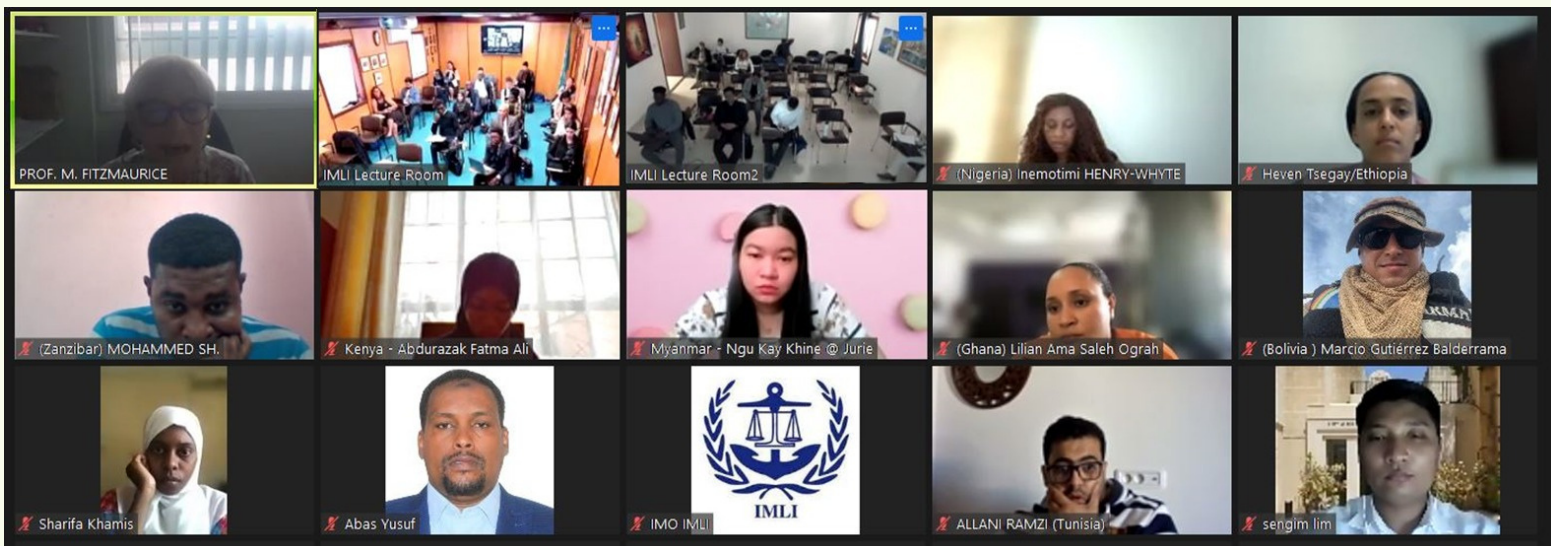 PROF. M. FITZMAURICE
IMLI Lecture Room
IMLI Lecture Room2
(Nigeria) Inemotimi HENRY-WHYTE
Heven Tsegay/Ethiopia
(Zanzibar) MOHAMMED SH.
Kenya - Abdurazak Fatma Ali
Myanmar - Ngu Kay Khine @ Jurie
(Ghana) Lilian Ama Saleh Ograh
(Bolivia ) Marcio Gutiérrez Balderrama
Sharifa Khamis
Abas Yusuf
IMLI
IMO IMLI
ALLANI RAMZI (Tunisia)
sengim lim